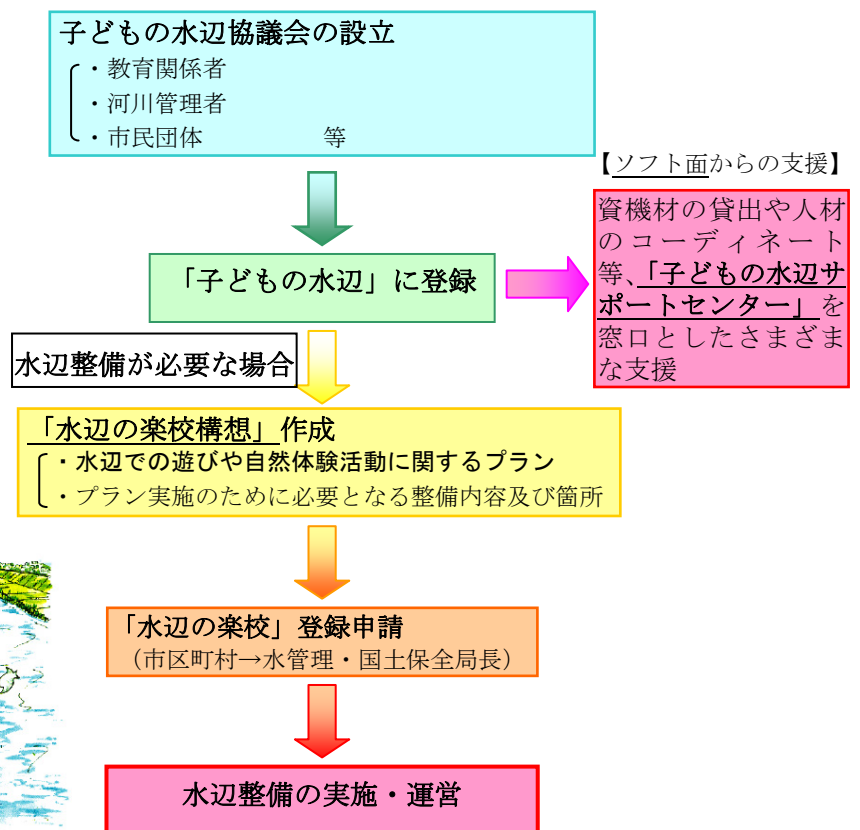 子どもの水辺協議会の設立
・教育関係者
・河川管理者
・市民団体 等
【ソフト面からの支援】
資機材の貸出や人材
のコーディネート
等、「子どもの水辺サ
ポートセンター」を
窓口としたさまざま
な支援
「子どもの水辺」に登録
水辺整備が必要な場合
「水辺の楽校構想」作成
・水辺での遊びや自然体験活動に関するプラン
・プラン実施のために必要となる整備内容及び箇所
「水辺の楽校」登録申請
（市区町村→水管理・国土保全局長）
水辺整備の実施・運営